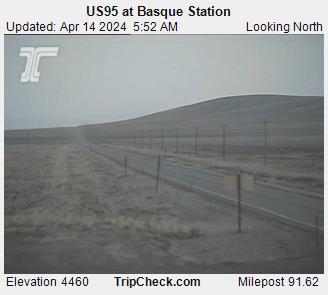 US95 at Basque Station
Updated: Apr 14 2024 5:52 AM Looking North
Elevation 4460 TripCheck.com Milepost 91.62